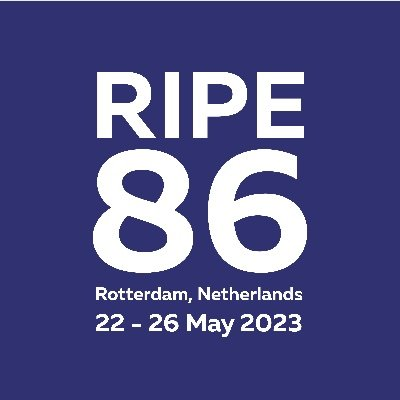 RIPE
86
Rotterdam, Netherlands
22 - 26 May 2023